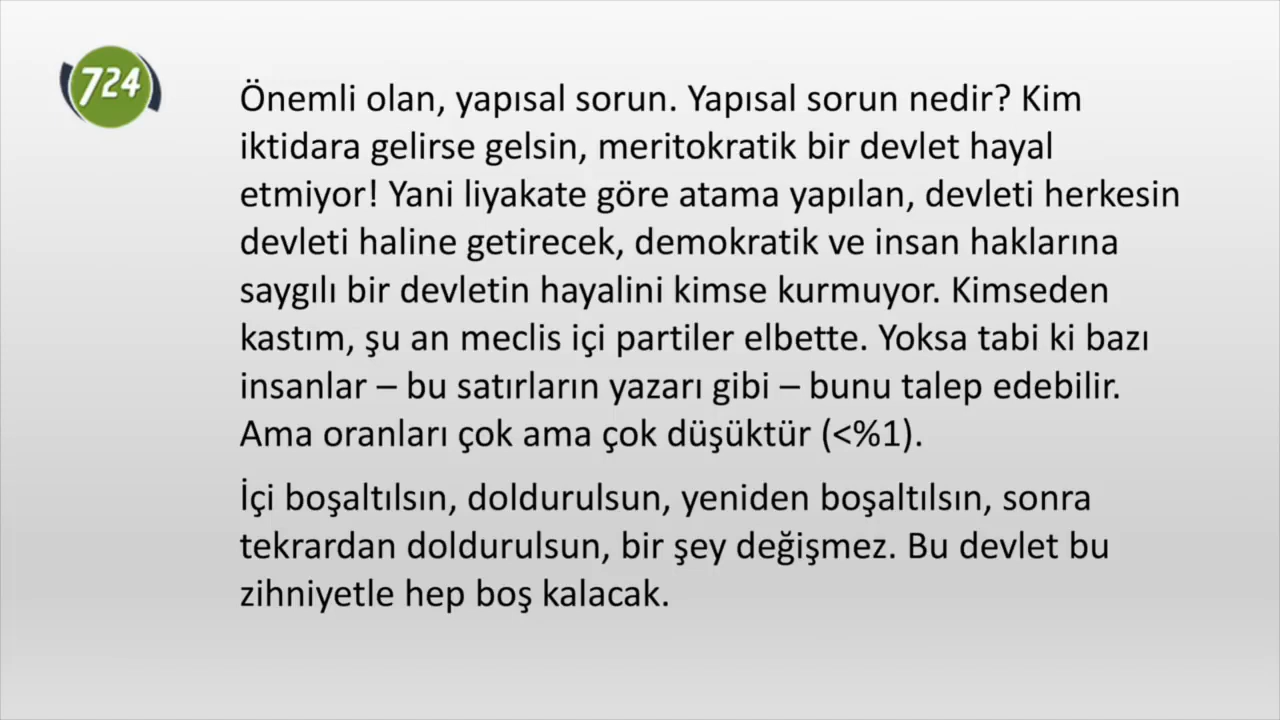 724
Önemli olan, yapısal sorun. Yapısal sorun nedir? Kim
iktidara gelirse gelsin, meritokratik bir devlet hayal
etmiyor! Yani liyakate göre atama yapılan, devleti herkesin
devleti haline getirecek, demokratik ve insan haklarına
saygılı bir devletin hayalini kimse kurmuyor. Kimseden
kastım, şu an meclis içi partiler elbette. Yoksa tabi ki bazı
insanlar – bu satırların yazarı gibi – bunu talep edebilir.
Ama oranları çok ama çok düşüktür (<%1).
İçi boşaltılsın, doldurulsun, yeniden boşaltılsın, sonra
tekrardan doldurulsun, bir şey değişmez. Bu devlet bu
zihniyetle hep boş kalacak.